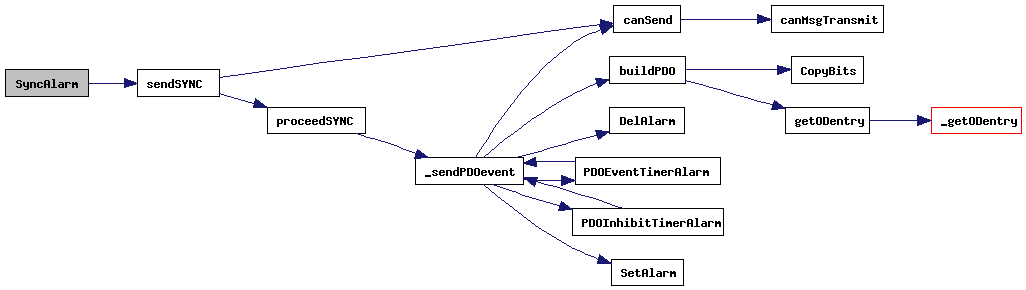 canSend
canMsgTransmit
SyncAlarm
sendSYNC
buildPDO
CopyBits
proceedSYNC
DelAlarm
getODentry
_getODentry
_sendPDOevent
PDOEventTimerAlarm
PDOInhibitTimerAlarm
SetAlarm